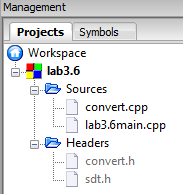 Management
Projects Symbols
Workspace
lab3.6
Sources
convert.cpp
lab3.6main.cpp
Headers
convert.h
sdt.h